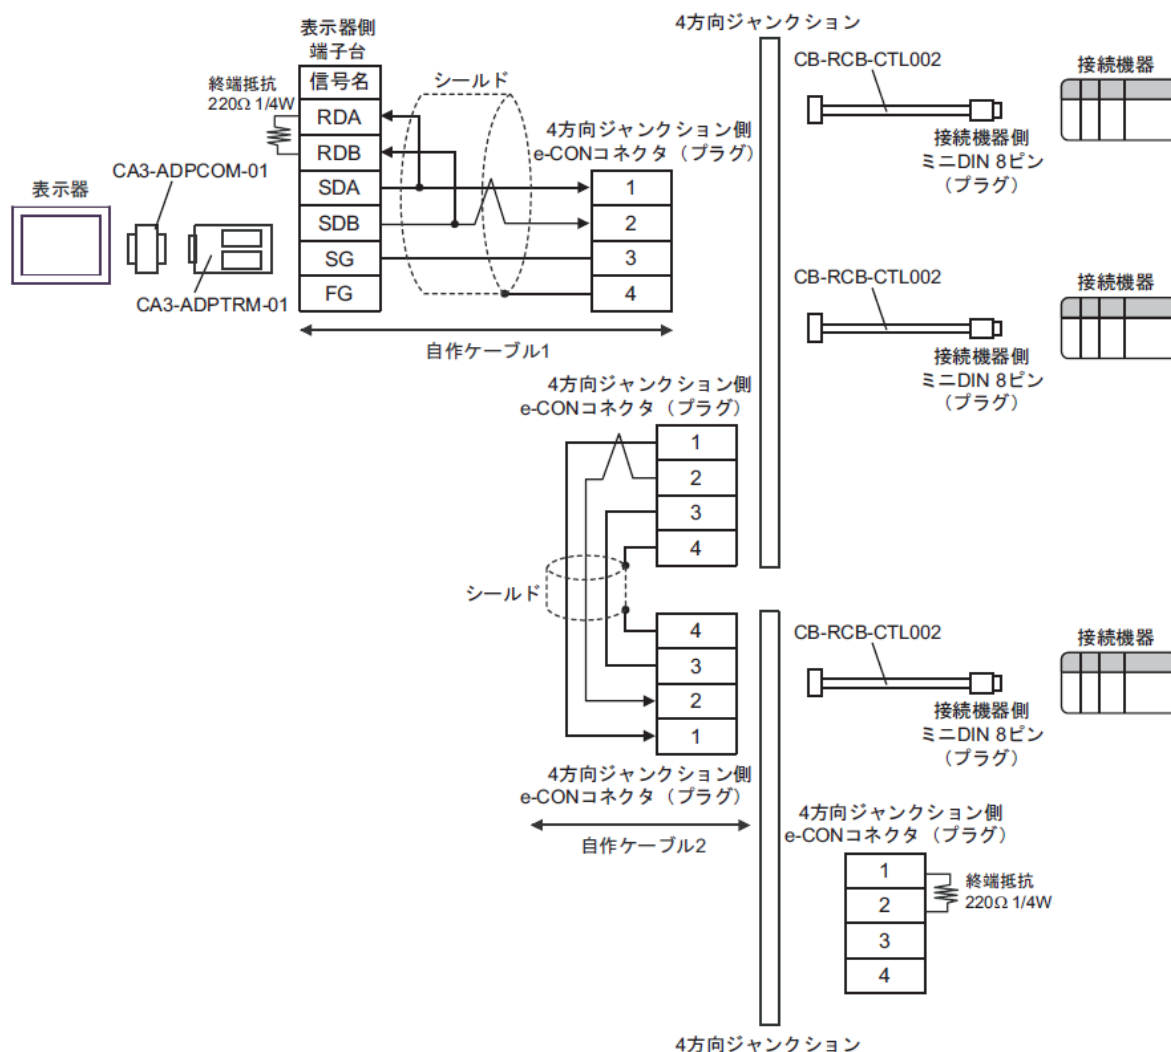 4方向ジャンクション
表示器側
端子台
信号名
RDA
RDB
SDA
SDB
SG
FG
終端抵抗
220Ω 1/4W
シールド
4方向ジャンクション側
e-CONコネクタ（プラグ）
1
2
3
4
表示器
CA3-ADPCOM-01
CA3-ADPTRM-01
自作ケーブル1
CB-RCB-CTL002
接続機器側
ミニDIN 8ピン
（プラグ）
接続機器
CB-RCB-CTL002
接続機器側
ミニDIN 8ピン
（プラグ）
接続機器
4方向ジャンクション側
e-CONコネクタ（プラグ）
1
2
3
4
シールド
4
3
2
1
4方向ジャンクション側
e-CONコネクタ（プラグ）
自作ケーブル2
CB-RCB-CTL002
接続機器側
ミニDIN 8ピン
（プラグ）
接続機器
4方向ジャンクション側
e-CONコネクタ（プラグ）
1
2
3
4
終端抵抗
220Ω 1/4W
4方向ジャンクション